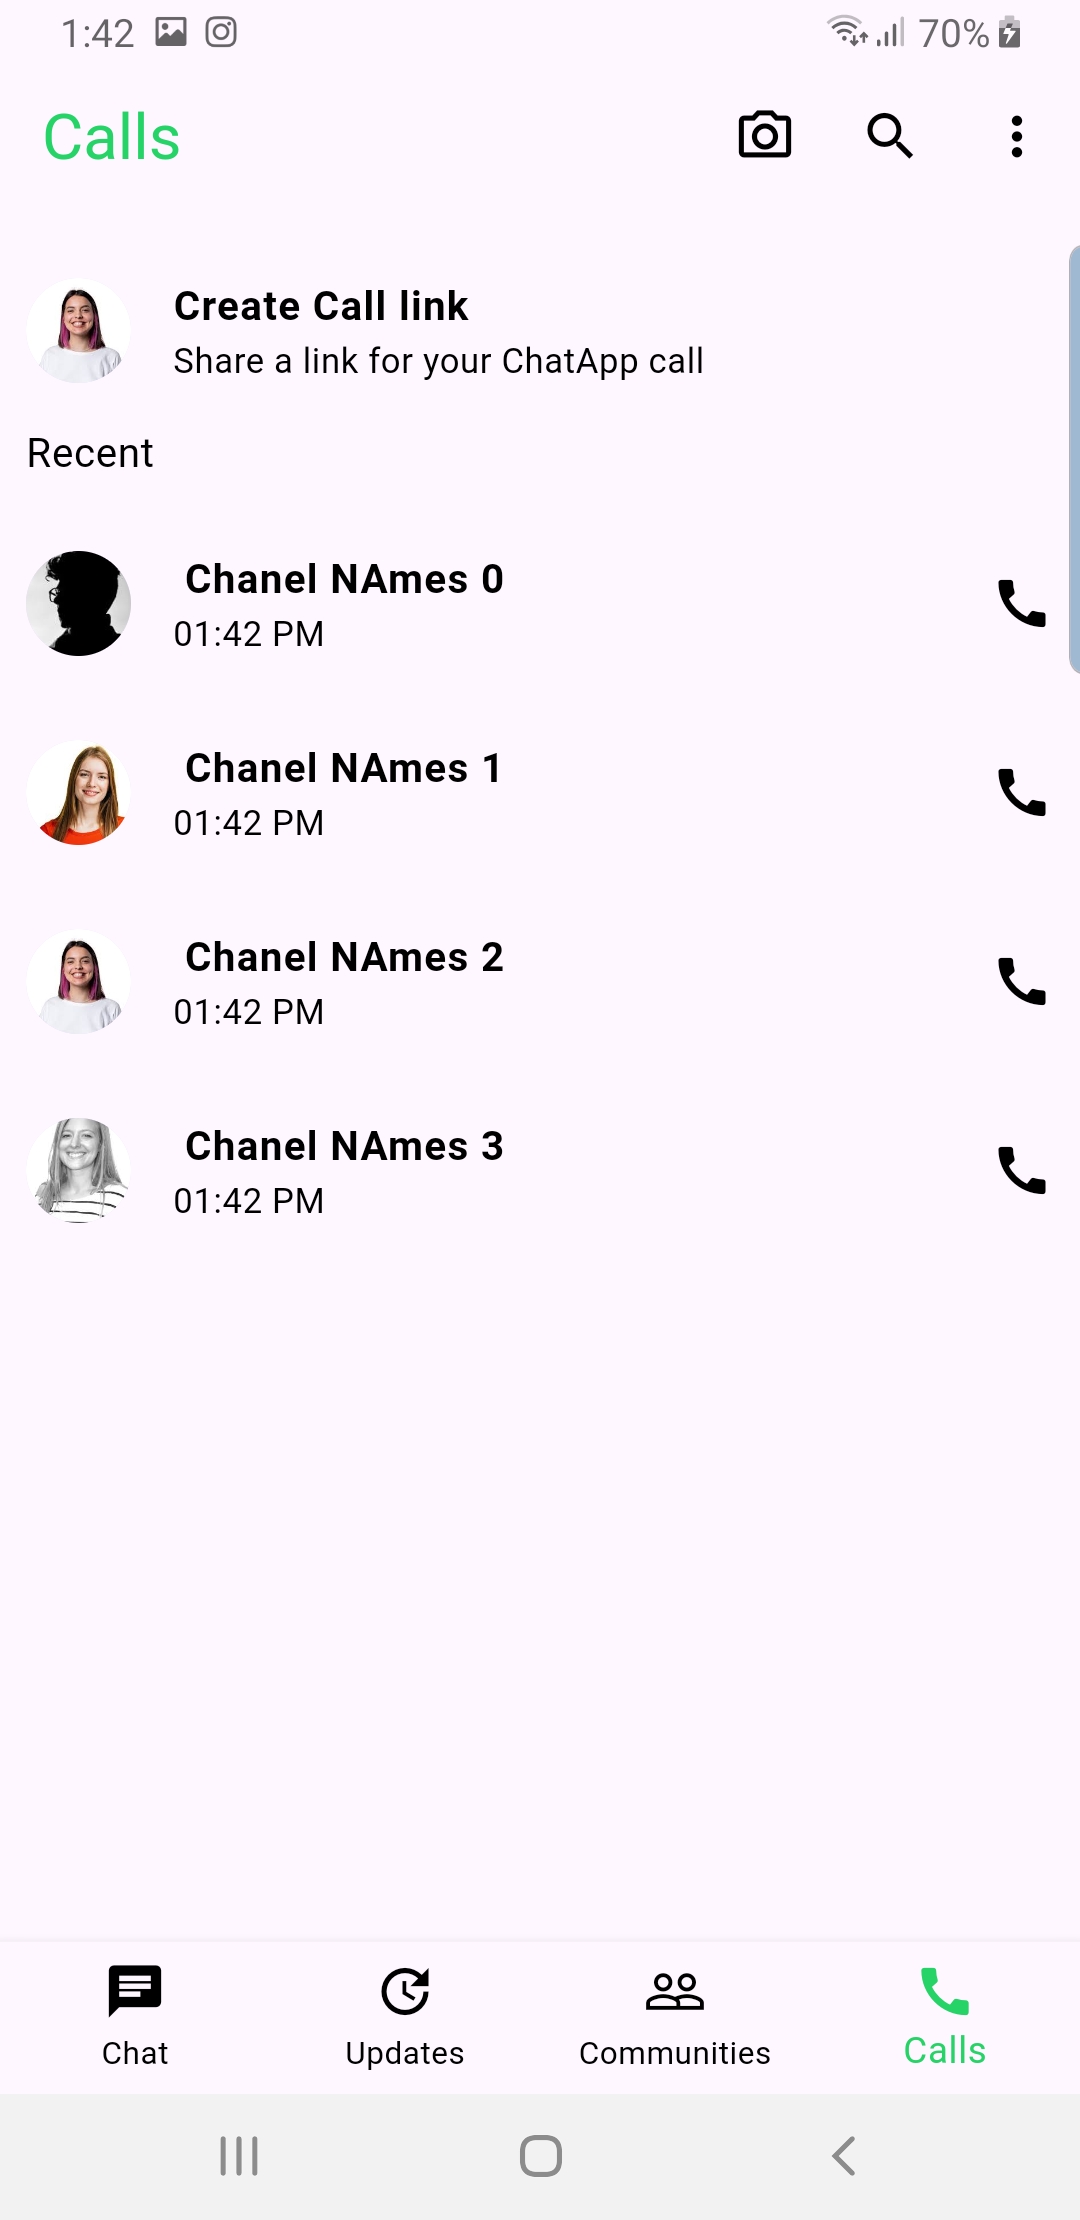 1:42 70%
Calls
Create Call link
Share a link for your ChatApp call
Recent
Chanel NAmes 0
01:42 PM
Chanel NAmes 1
01:42 PM
Chanel NAmes 2
01:42 PM
Chanel NAmes 3
01:42 PM
Chat Updates Communities Calls